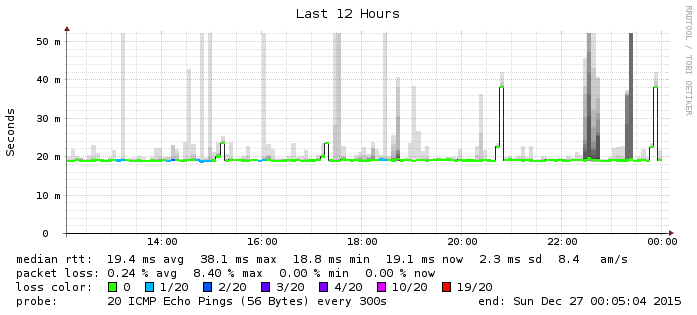 Last 12 Hours
RRDTOOL / TOBI OETIKER
Seconds
50 m
40 m
30 m
20 m
10 m
0
14:00 16:00 18:00 20:00 22:00 00:00
median rtt: 19.4 ms avg 38.1 ms max 18.8 ms min 19.1 ms now 2.3 ms sd 8.4 am/s
packet loss: 0.24 % avg 8.40 % max 0.00 % min 0.00 % now
loss color: 0 1/20 2/20 3/20 4/20 10/20 19/20
probe: 20 ICMP Echo Pings (56 Bytes) every 300s end: Sun Dec 27 00:05:04 2015